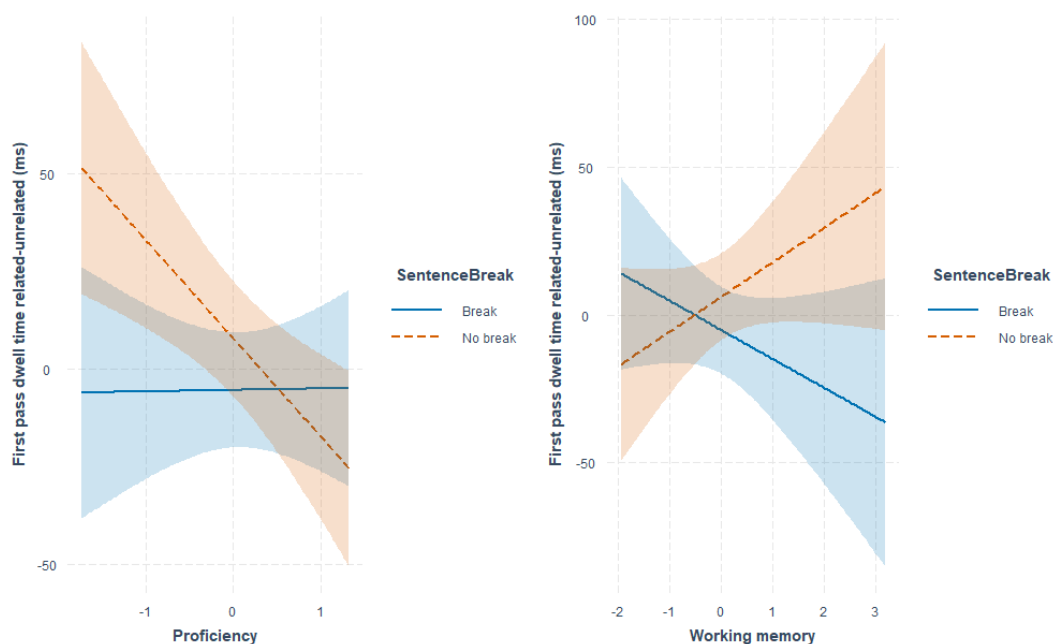 First pass dwell time related-unrelated (ms)
50
0
-50
-1
0
1
Proficiency
SentenceBreak
Break
No break
First pass dwell time related-unrelated (ms)
100
50
0
-50
-2
-1
0
1
2
3
Working memory
SentenceBreak
Break
No break